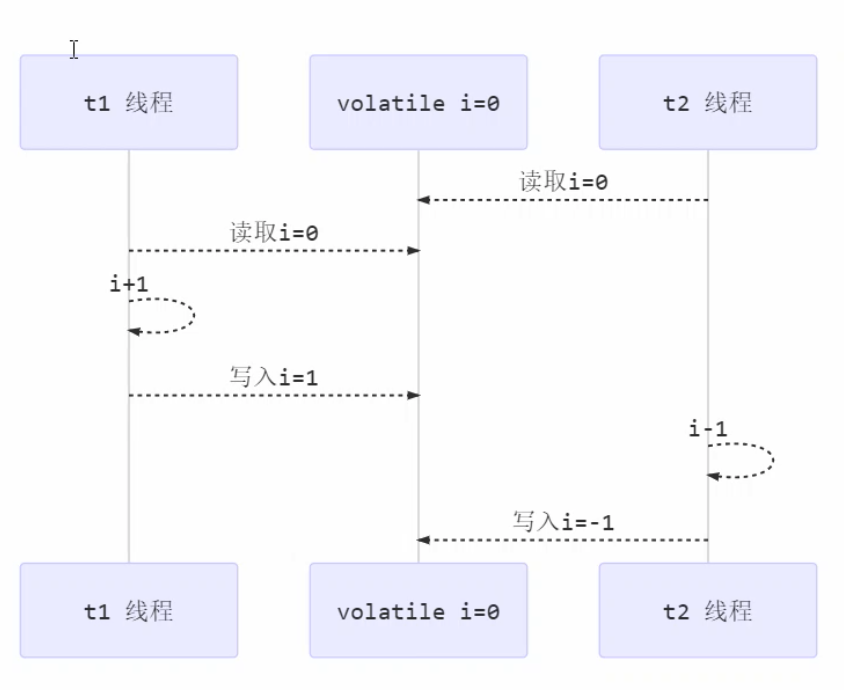 t1 线程
volatile i=0
t2 线程
读取i=0
读取i=0
i+1
写入i=1
i-1
写入i=-1
t1 线程
volatile i=0
t2 线程